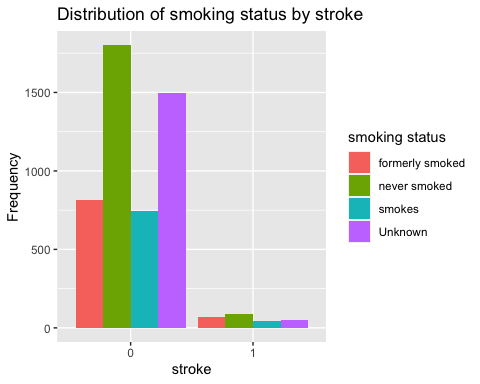 Distribution of smoking status by stroke
Frequency
1500
1000
500
0
0
1
stroke
smoking status
formerly smoked
never smoked
smokes
Unknown